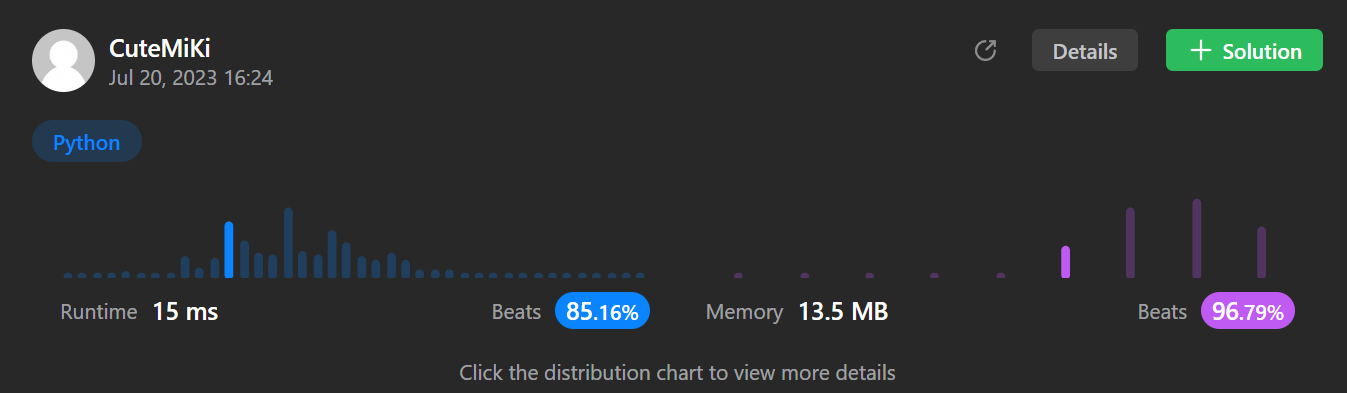 CuteMiKi
Jul 20, 2023 16:24
Details
Solution
Python
Runtime 15 ms Beats 85.16%
Memory 13.5 MB Beats 96.79%
Click the distribution chart to view more details